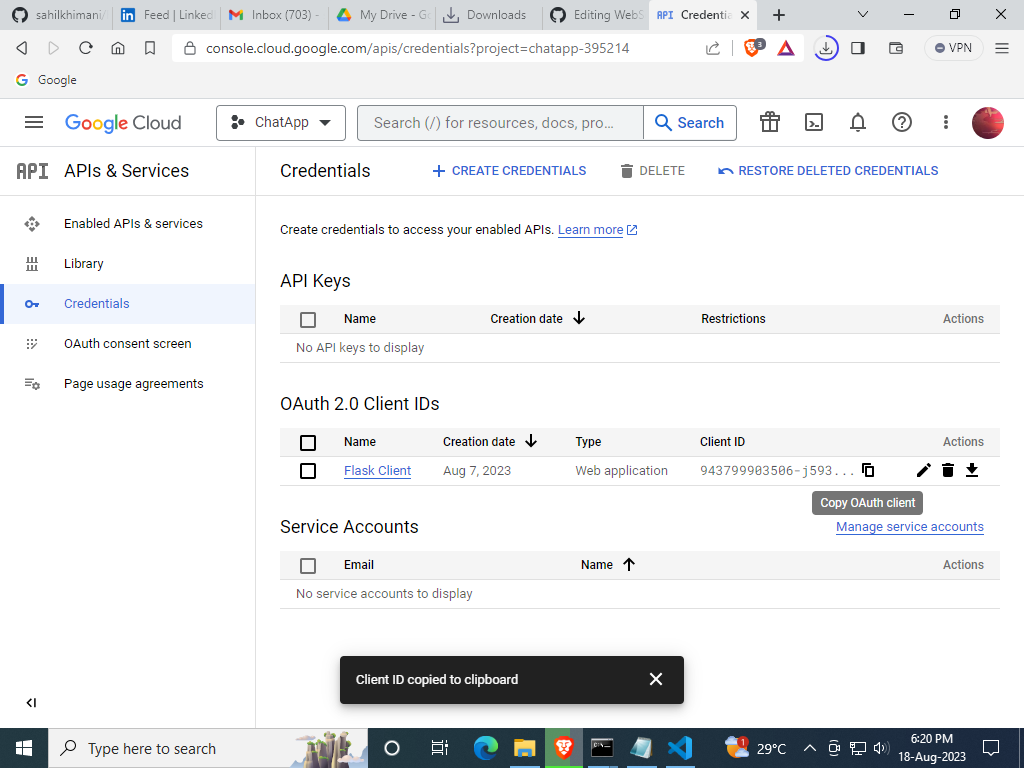 sahilkhimani/
Feed | Linked
Inbox (703) -
My Drive - Go
Downloads
Editing WebS
API Credentia
console.cloud.google.com/apis/credentials?project=chatapp-395214
3
VPN
Google
Google Cloud
ChatApp
Search (/) for resources, docs, pro...
Search
API APIs & Services
Credentials
CREATE CREDENTIALS
DELETE
RESTORE DELETED CREDENTIALS
Enabled APIs & services
Library
Credentials
OAuth consent screen
Page usage agreements
Create credentials to access your enabled APIs. Learn more
API Keys
Name Creation date Restrictions Actions
No API keys to display
OAuth 2.0 Client IDs
Name Creation date Type Client ID Actions
Flask Client Aug 7, 2023 Web application 943799903506-j593...
Copy OAuth client
Service Accounts
Manage service accounts
Email Name Actions
No service accounts to display
Client ID copied to clipboard
Type here to search
1
29°C
6:20 PM
18-Aug-2023